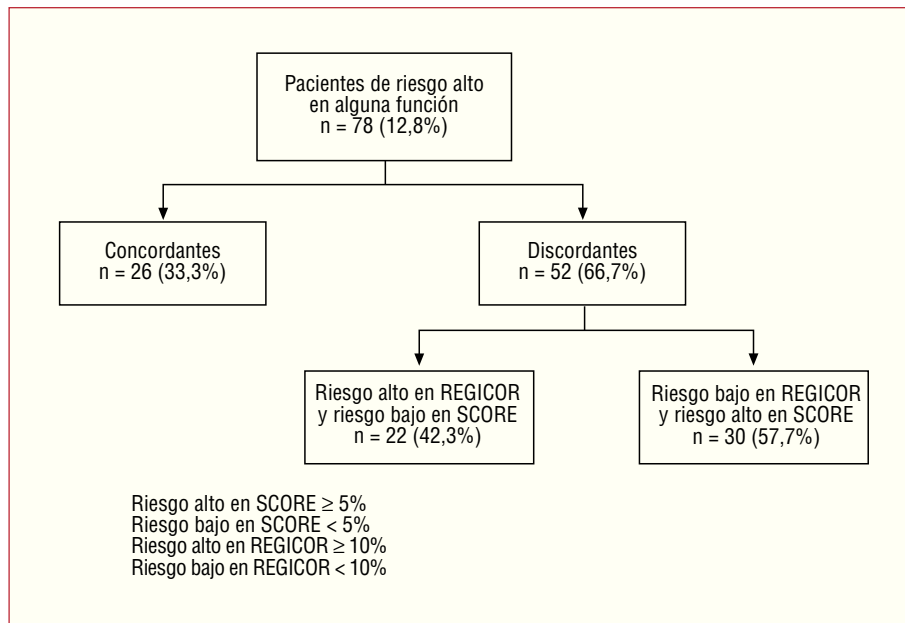 Pacientes de riesgo alto
en alguna función
n = 78 (12,8%)
Concordantes
n = 26 (33,3%)
Discordantes
n = 52 (66,7%)
Riesgo alto en REGICOR
y riesgo bajo en SCORE
n = 22 (42,3%)
Riesgo bajo en REGICOR
y riesgo alto en SCORE
n = 30 (57,7%)
Riesgo alto en SCORE ≥ 5%
Riesgo bajo en SCORE < 5%
Riesgo alto en REGICOR ≥ 10%
Riesgo bajo en REGICOR < 10%